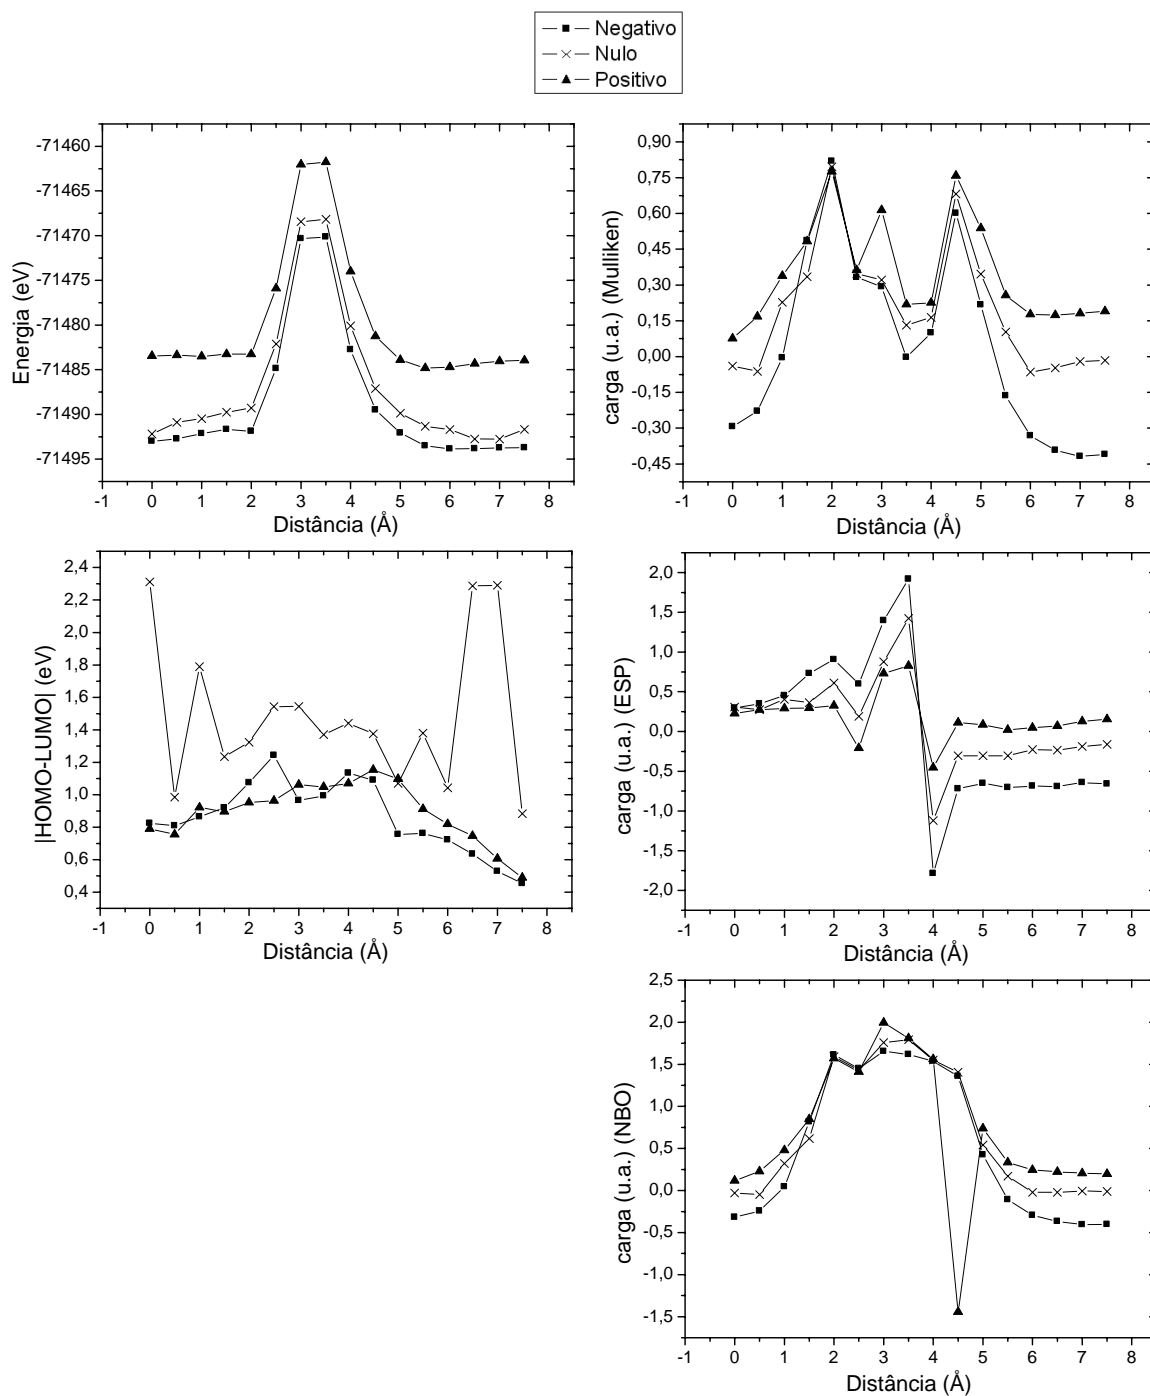 Negativo
Nulo
Positivo
-71460
-71465
-71470
-71475
-71480
-71485
-71490
-71495
Energia (eV)
-1 0 1 2 3 4 5 6 7 8
Distância (Å)
0,90
0,75
0,60
0,45
0,30
0,15
0,00
-0,15
-0,30
-0,45
carga (u.a.) (Mulliken)
-1 0 1 2 3 4 5 6 7 8
Distância (Å)
2,4
2,2
2,0
1,8
1,6
1,4
1,2
1,0
0,8
0,6
0,4
|HOMO-LUMO| (eV)
-1 0 1 2 3 4 5 6 7 8
Distância (Å)
2,0
1,5
1,0
0,5
0,0
-0,5
-1,0
-1,5
-2,0
carga (u.a.) (ESP)
-1 0 1 2 3 4 5 6 7 8
Distância (Å)
2,5
2,0
1,5
1,0
0,5
0,0
-0,5
-1,0
-1,5
carga (u.a.) (NBO)
-1 0 1 2 3 4 5 6 7 8
Distância (Å)